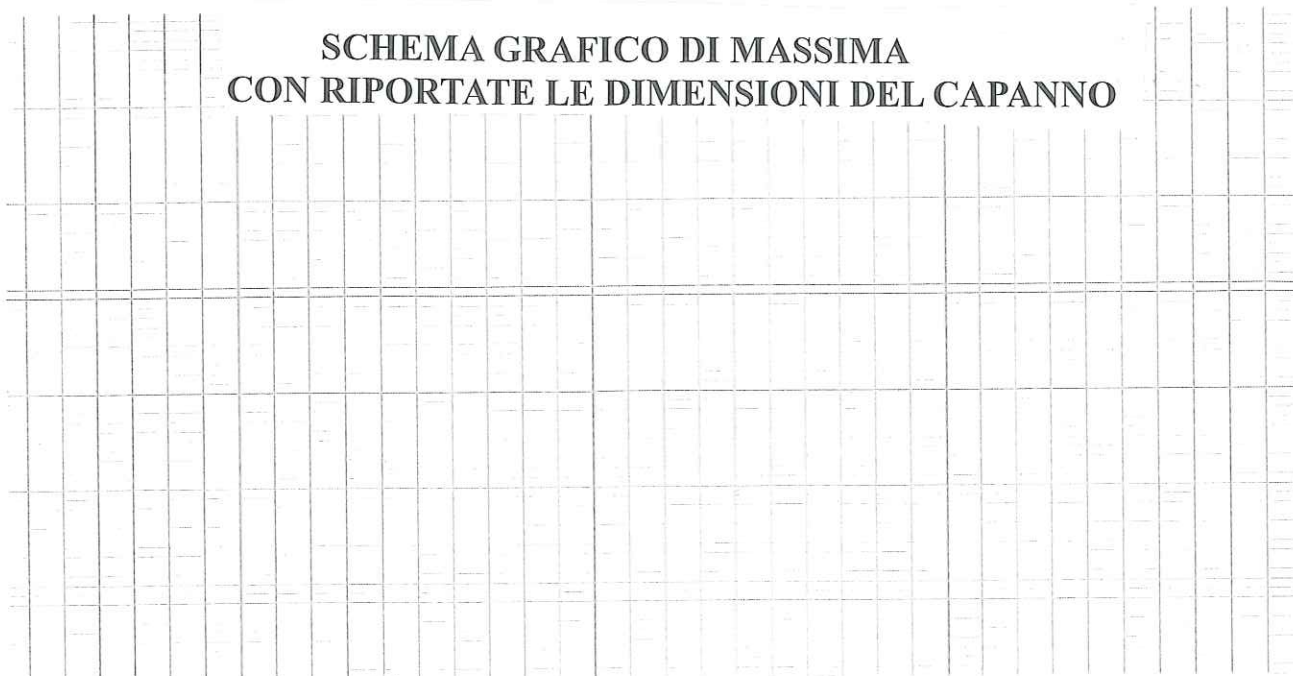 SCHEMA GRAFICO DI MASSIMA
CON RIPORTATE LE DIMENSIONI DEL CAPANNO